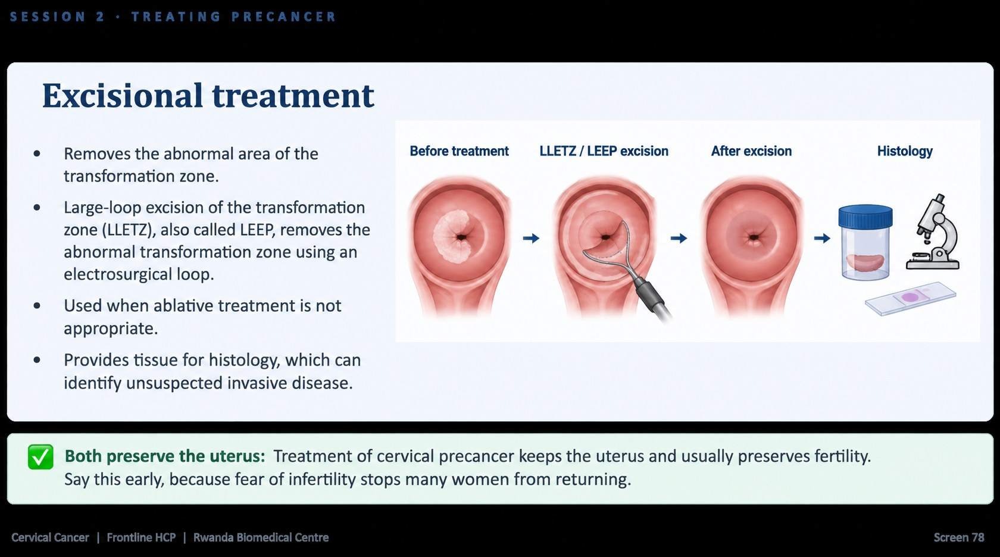 SESSION 2 · TREATING PRECANCER
Excisional treatment
• Removes the abnormal area of the
transformation zone.
• Large-loop excision of the transformation
zone (LLETZ), also called LEEP, removes the
abnormal transformation zone using an
electrosurgical loop.
• Used when ablative treatment is not
appropriate.
• Provides tissue for histology, which can
identify unsuspected invasive disease.
Before treatment
LLETZ / LEEP excision
After excision
Histology
Both preserve the uterus: Treatment of cervical precancer keeps the uterus and usually preserves fertility.
Say this early, because fear of infertility stops many women from returning.
Cervical Cancer | Frontline HCP | Rwanda Biomedical Centre
Screen 78